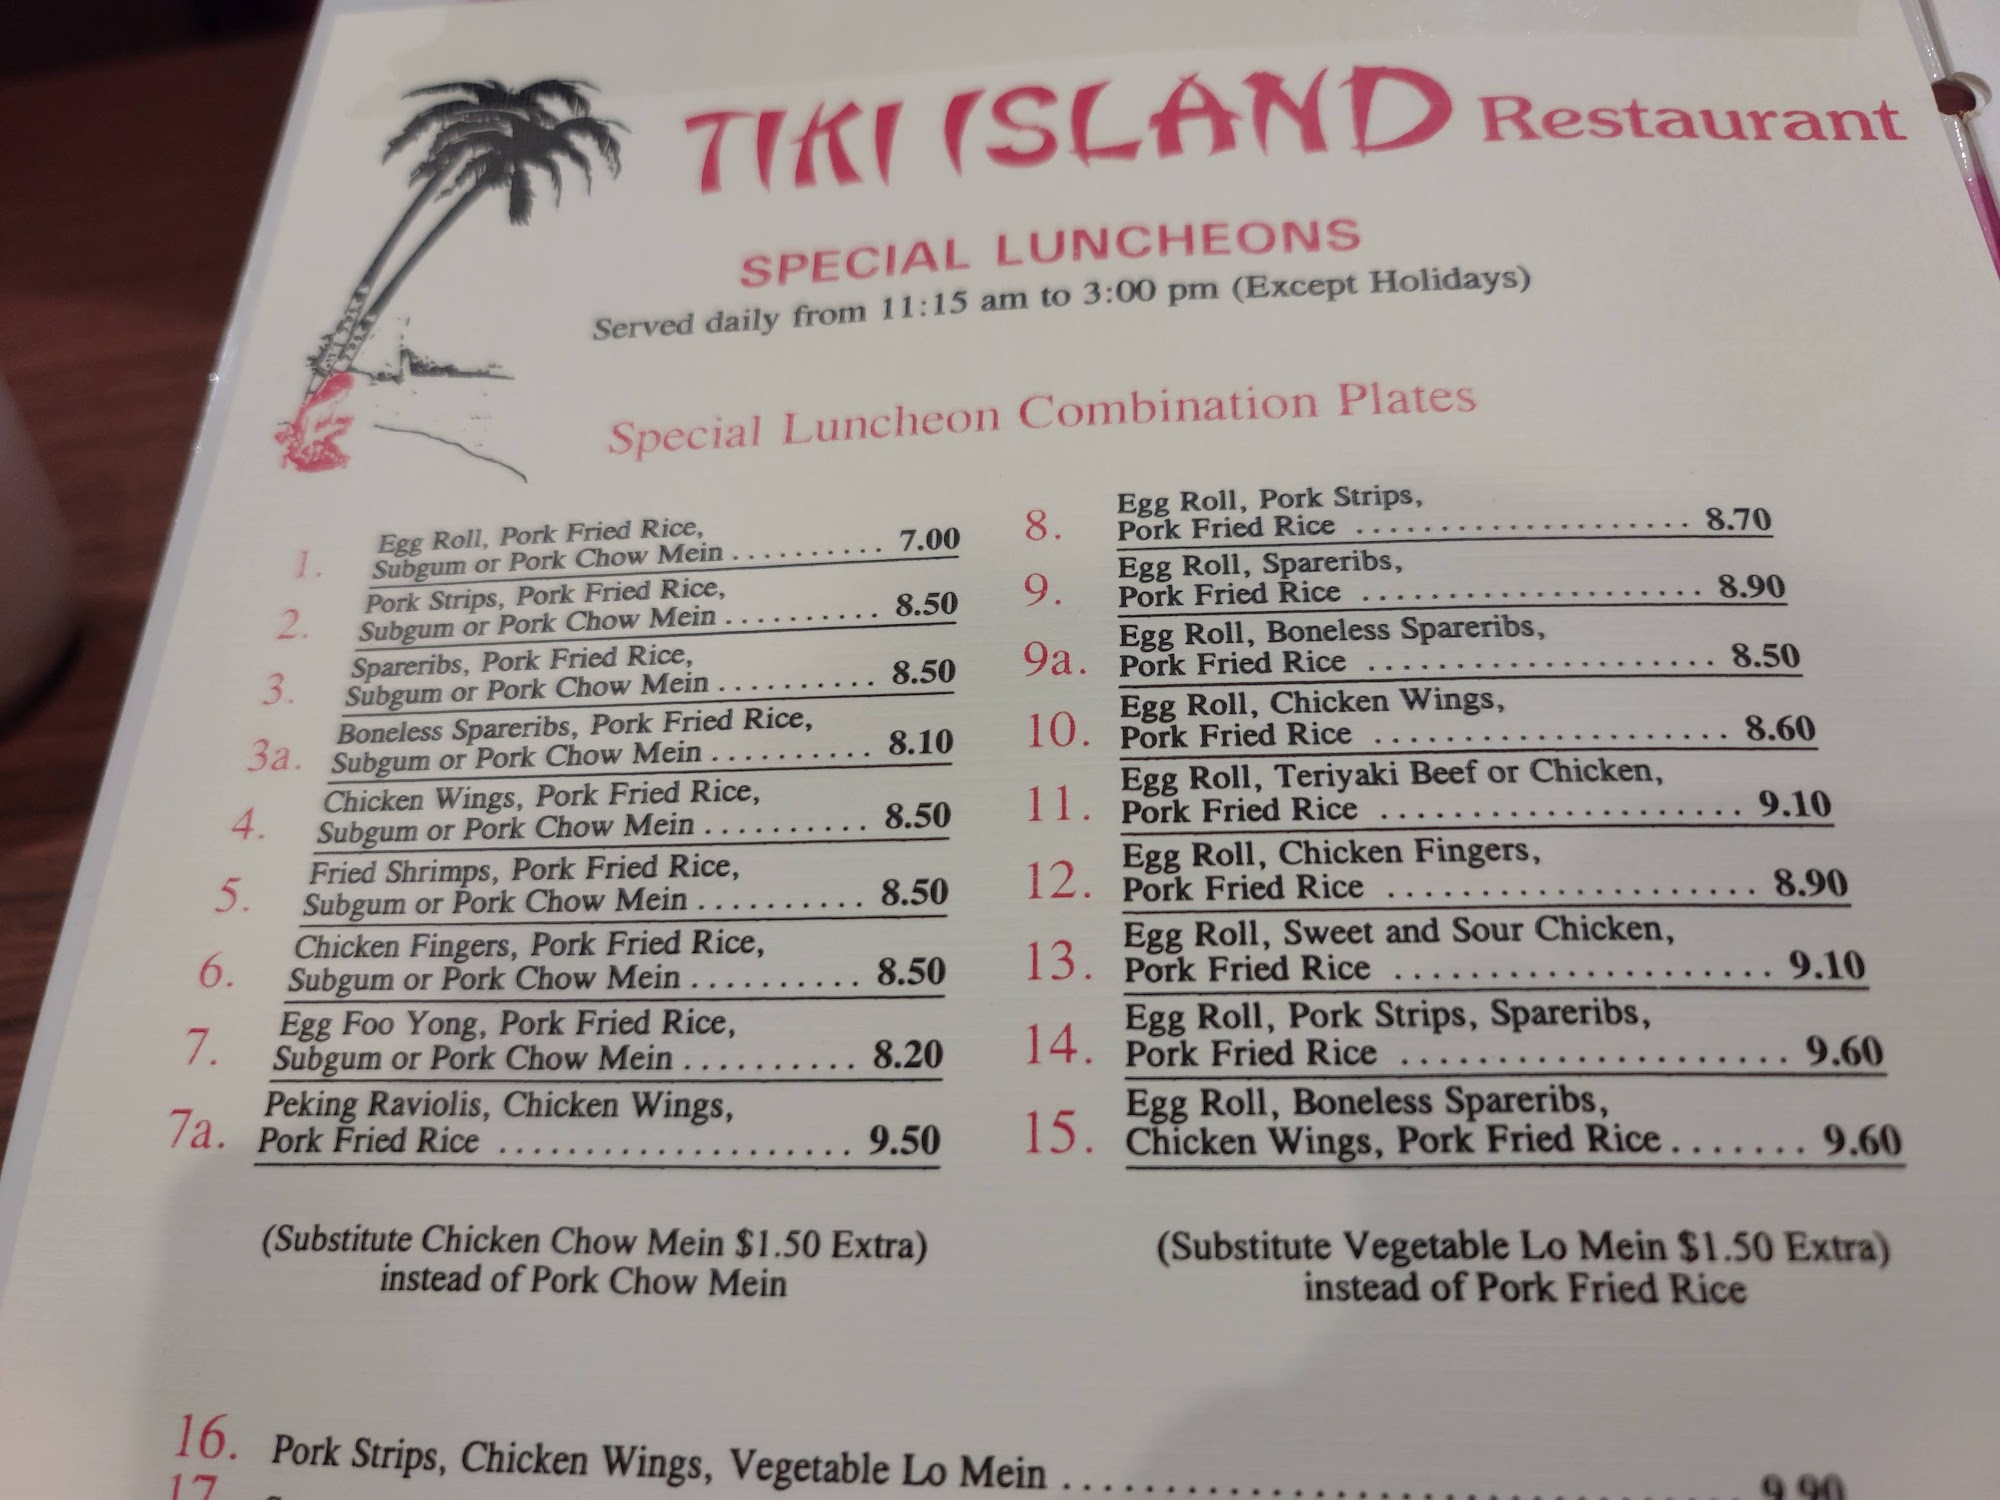 TIKI ISLAND Restaurant
SPECIAL LUNCHEONS
Served daily from 11:15 am to 3:00 pm (Except Holidays)
Special Luncheon Combination Plates
1. Egg Roll, Pork Fried Rice,
Subgum or Pork Chow Mein .......... 7.00
2. Pork Strips, Pork Fried Rice,
Subgum or Pork Chow Mein .......... 8.50
3. Spareribs, Pork Fried Rice,
Subgum or Pork Chow Mein .......... 8.50
3a. Boneless Spareribs, Pork Fried Rice,
Subgum or Pork Chow Mein .......... 8.10
4. Chicken Wings, Pork Fried Rice,
Subgum or Pork Chow Mein .......... 8.50
5. Fried Shrimps, Pork Fried Rice,
Subgum or Pork Chow Mein .......... 8.50
6. Chicken Fingers, Pork Fried Rice,
Subgum or Pork Chow Mein .......... 8.50
7. Egg Foo Yong, Pork Fried Rice,
Subgum or Pork Chow Mein .......... 8.20
7a. Peking Raviolis, Chicken Wings,
Pork Fried Rice ..................... 9.50
(Substitute Chicken Chow Mein $1.50 Extra)
instead of Pork Chow Mein
8. Egg Roll, Pork Strips,
Pork Fried Rice .................... 8.70
9. Egg Roll, Spareribs,
Pork Fried Rice .................... 8.90
9a. Egg Roll, Boneless Spareribs,
Pork Fried Rice .................... 8.50
10. Egg Roll, Chicken Wings,
Pork Fried Rice .................... 8.60
11. Egg Roll, Teriyaki Beef or Chicken,
Pork Fried Rice .................... 9.10
12. Egg Roll, Chicken Fingers,
Pork Fried Rice .................... 8.90
13. Egg Roll, Sweet and Sour Chicken,
Pork Fried Rice .................... 9.10
14. Egg Roll, Pork Strips, Spareribs,
Pork Fried Rice .................... 9.60
15. Egg Roll, Boneless Spareribs,
Chicken Wings, Pork Fried Rice ....... 9.60
(Substitute Vegetable Lo Mein $1.50 Extra)
instead of Pork Fried Rice
16. Pork Strips, Chicken Wings, Vegetable Lo Mein .............................. 9.90
17